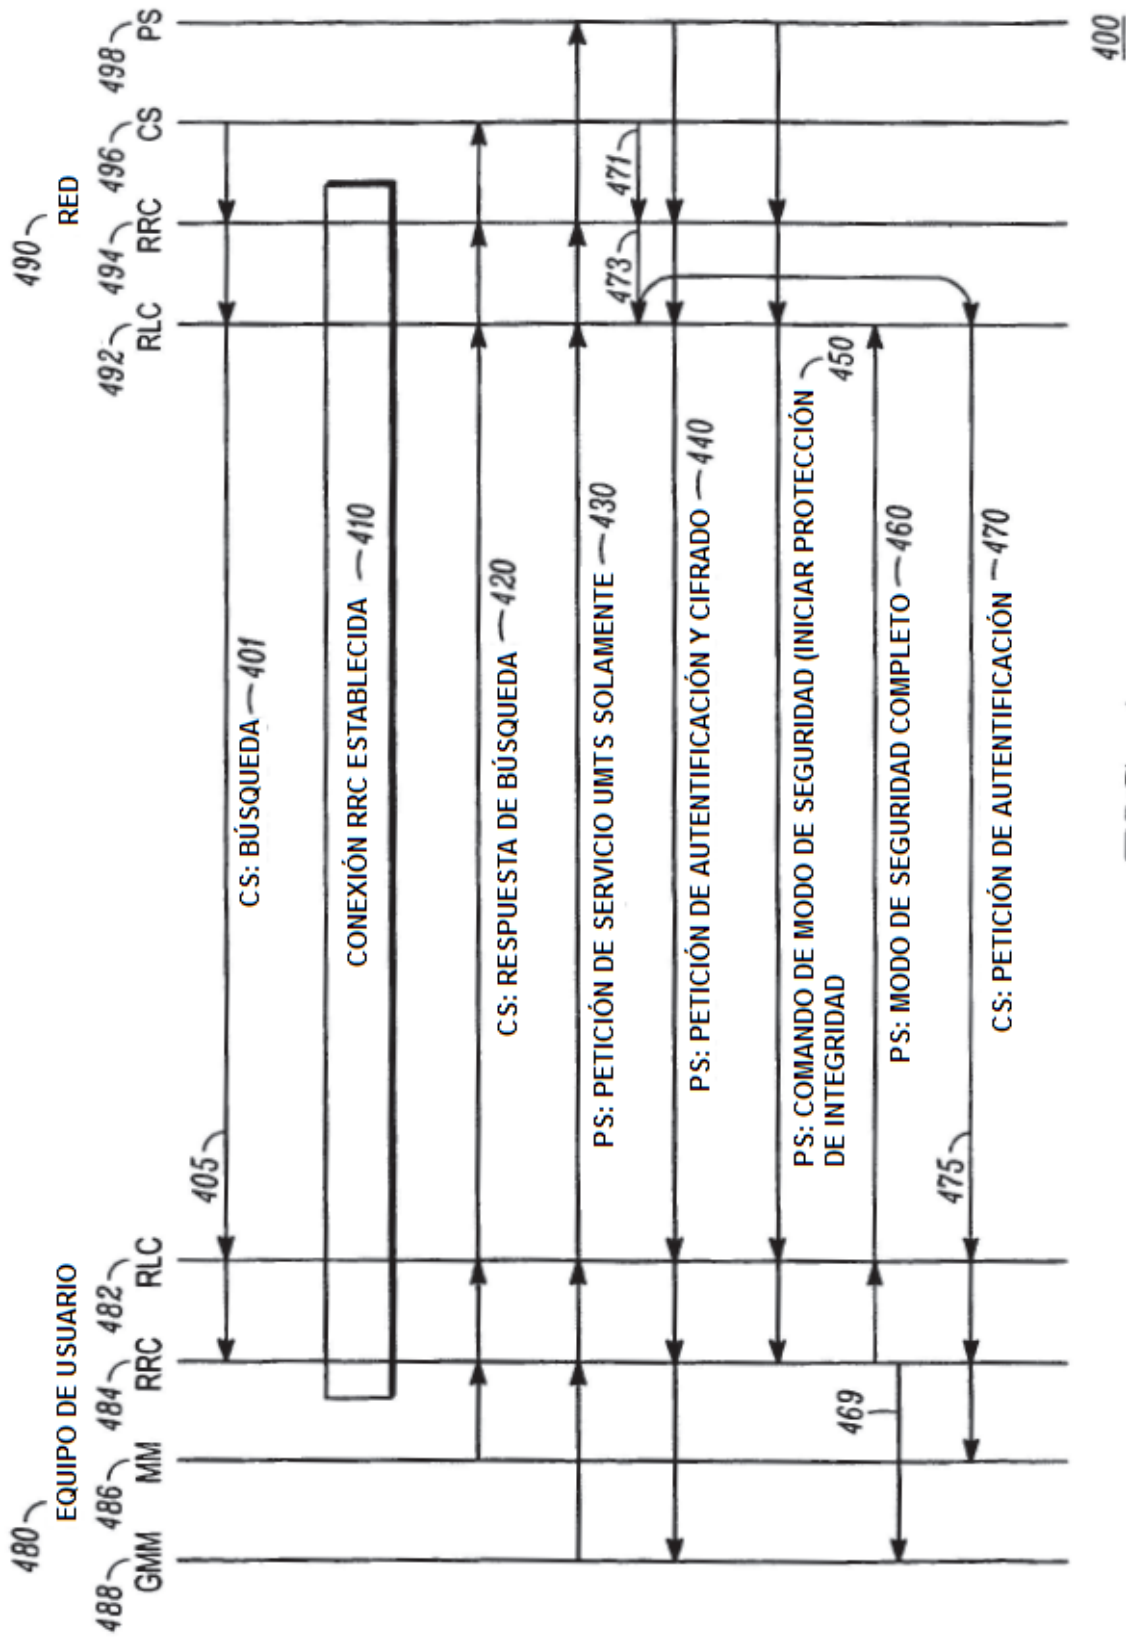 480
EQUIPO DE USUARIO
490
RED
488
486
484
482
492
494
496
498
GMM
MM
RRC
RLC
RLC
RRC
CS
PS
405
CS: BÚSQUEDA
401
CONEXIÓN RRC ESTABLECIDA
410
CS: RESPUESTA DE BÚSQUEDA
420
PS: PETICIÓN DE SERVICIO UMTS SOLAMENTE
430
473
471
PS: PETICIÓN DE AUTENTIFICACIÓN Y CIFRADO
440
PS: COMANDO DE MODO DE SEGURIDAD (INICIAR PROTECCIÓN
DE INTEGRIDAD
450
469
PS: MODO DE SEGURIDAD COMPLETO
460
475
CS: PETICIÓN DE AUTENTIFICACIÓN
470
400